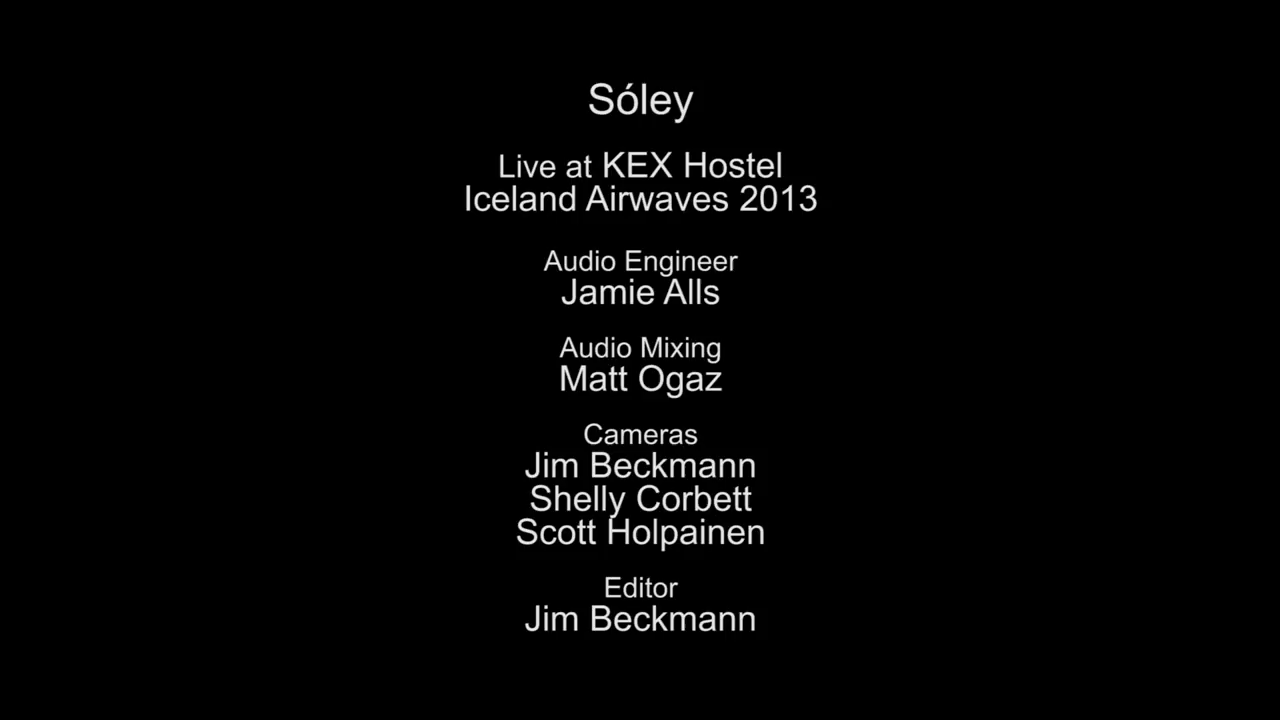 Sóley
Live at KEX Hostel
Iceland Airwaves 2013
Audio Engineer
Jamie Alls
Audio Mixing
Matt Ogaz
Cameras
Jim Beckmann
Shelly Corbett
Scott Holpainen
Editor
Jim Beckmann